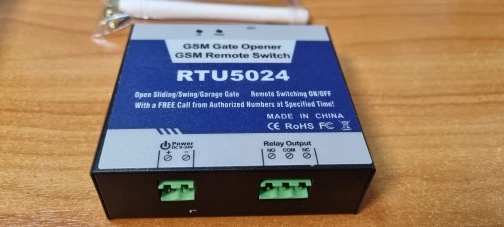 GSM Gate Opener
GSM Remote Switch
RTU5024
Open Sliding/Swing/Garage Gate Remote Switching ON/OFF
With a FREE Call from Authorized Numbers at Specified Time!
MADE IN CHINA
CE RoHS FC
Power
DC 9-24V
+ -
Relay Output
NO COM NC